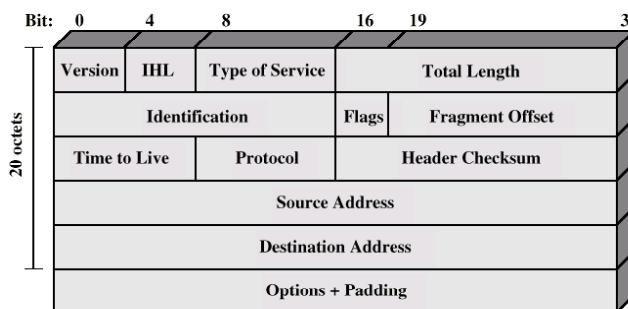 Bit: 0 4 8 16 19 3
Version IHL Type of Service Total Length
Identification Flags Fragment Offset
Time to Live Protocol Header Checksum
Source Address
Destination Address
Options + Padding
20 octets